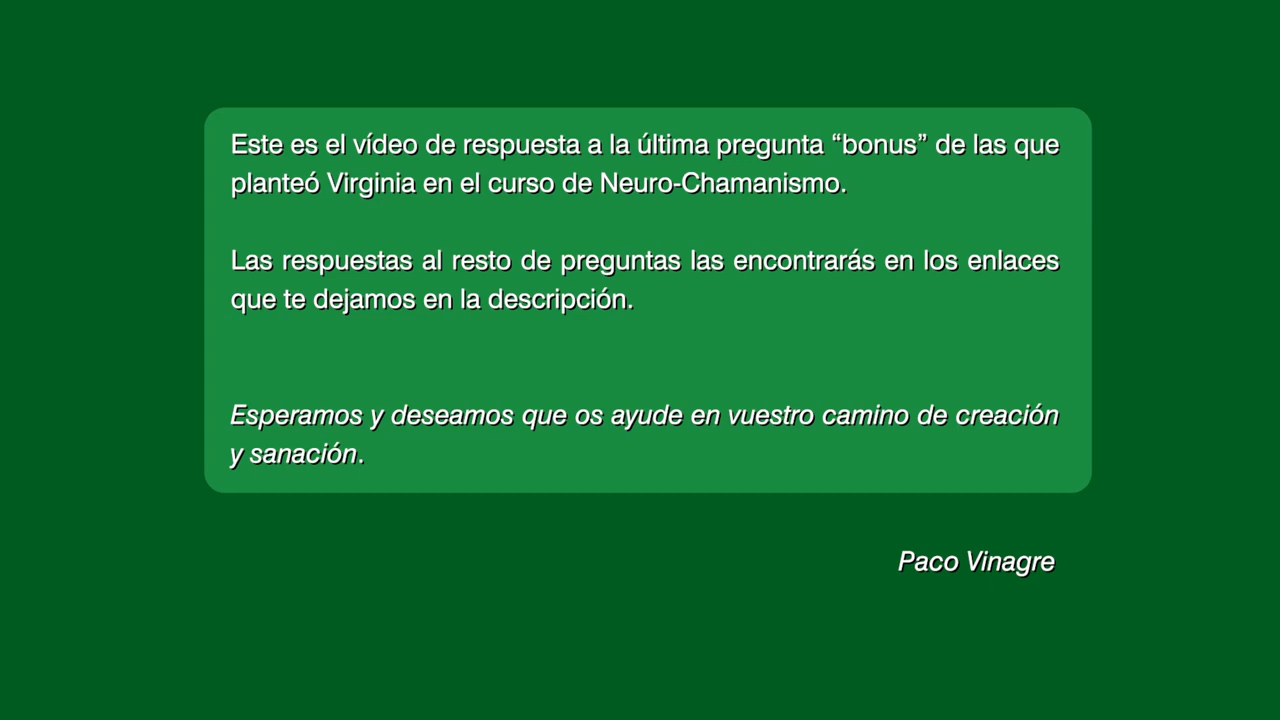 Este es el vídeo de respuesta a la última pregunta “bonus” de las que
planteó Virginia en el curso de Neuro-Chamanismo.
Las respuestas al resto de preguntas las encontrarás en los enlaces
que te dejamos en la descripción.
Esperamos y deseamos que os ayude en vuestro camino de creación
y sanación.
Paco Vinagre